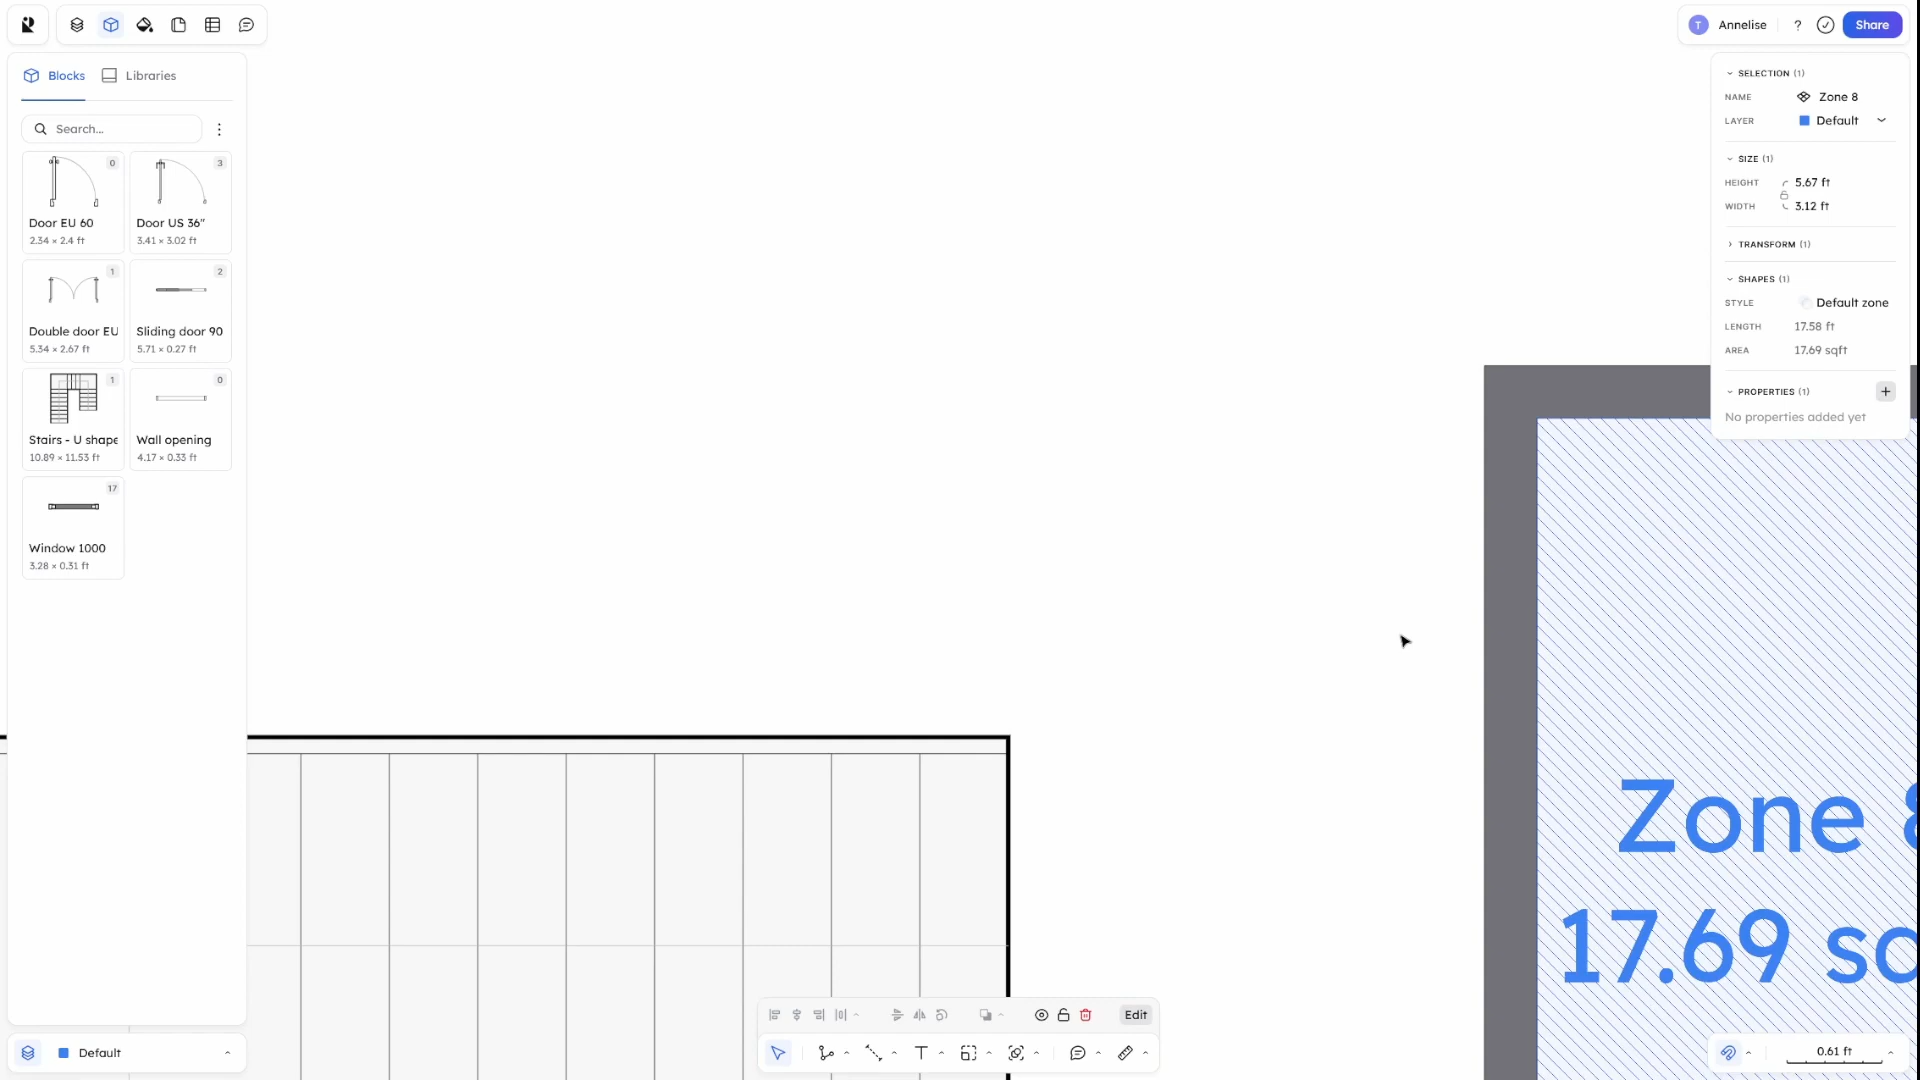 Annelise
?
Share
T
Blocks
Libraries
Search...
0
Door EU 60
2.34 × 2.4 ft
3
Door US 36"
3.41 × 3.02 ft
1
Double door EU
5.34 × 2.67 ft
2
Sliding door 90
5.71 × 0.27 ft
1
Stairs - U shape
10.89 × 11.53 ft
0
Wall opening
4.17 × 0.33 ft
17
Window 1000
3.28 × 0.31 ft
Default
SELECTION (1)
NAME Zone 8
LAYER Default
SIZE (1)
HEIGHT 5.67 ft
WIDTH 3.12 ft
TRANSFORM (1)
SHAPES (1)
STYLE Default zone
LENGTH 17.58 ft
AREA 17.69 sqft
PROPERTIES (1)
No properties added yet
Zone 8
17.69 sq
Edit
0.61 ft